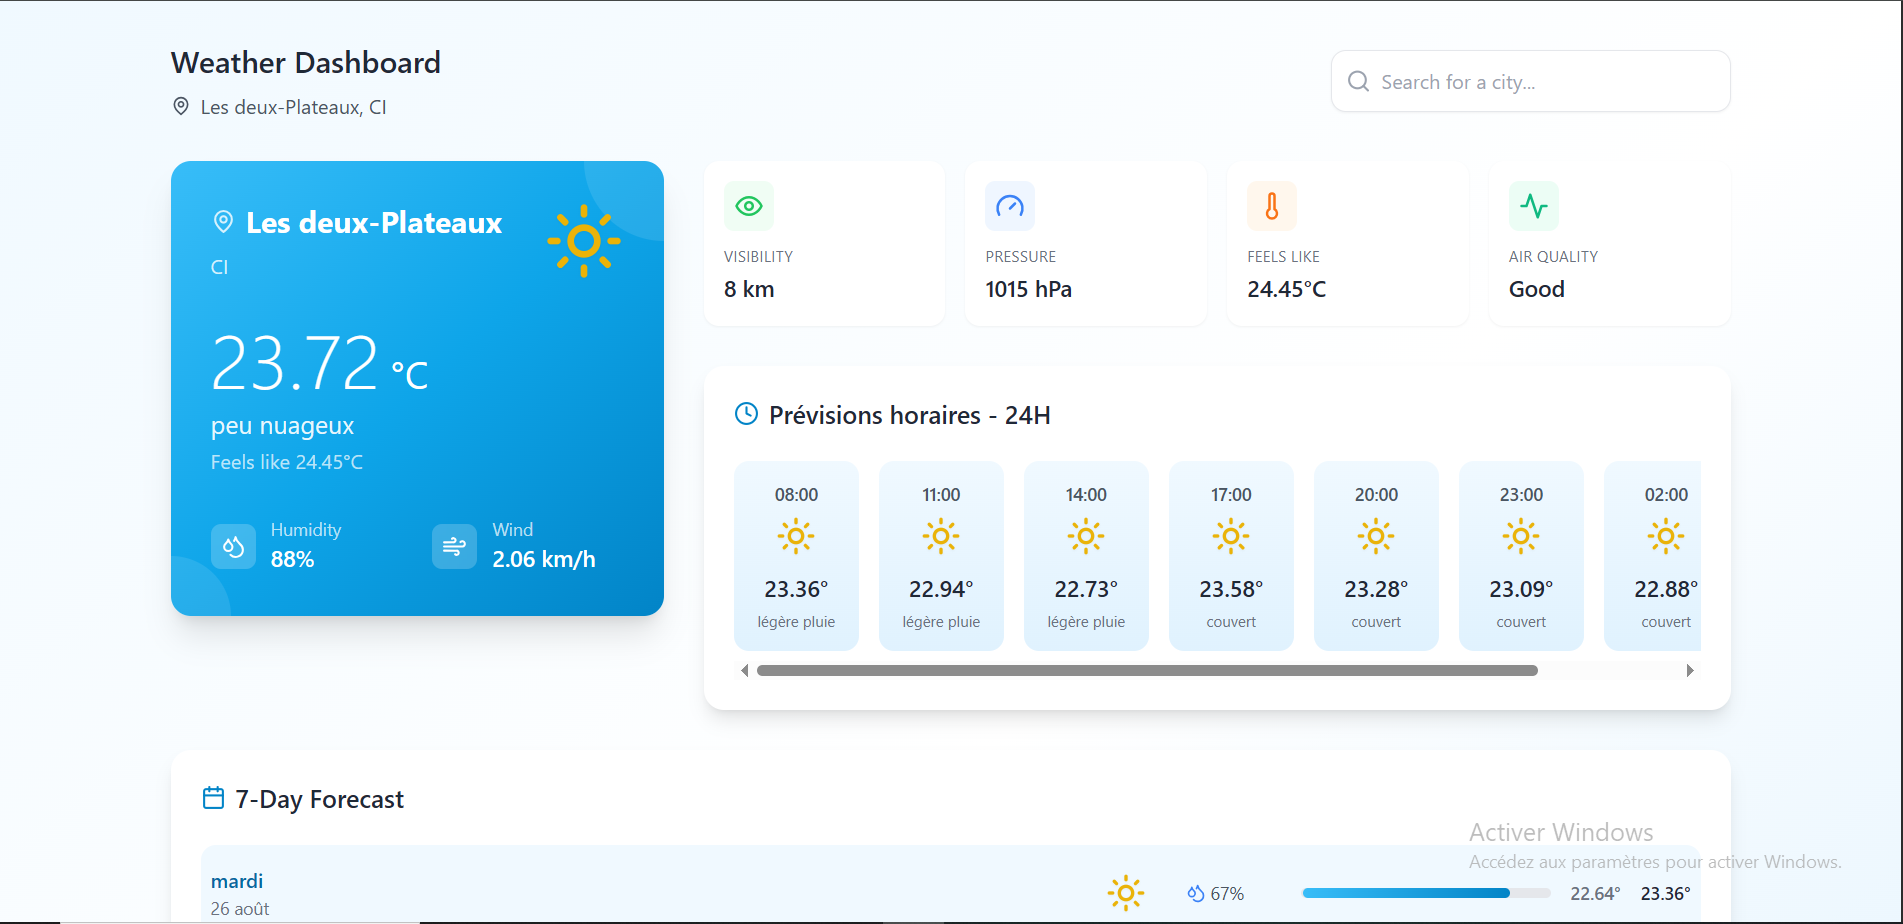 Weather Dashboard
Les deux-Plateaux, CI
Search for a city...
Les deux-Plateaux
CI
23.72 °C
peu nuageux
Feels like 24.45°C
Humidity
88%
Wind
2.06 km/h
VISIBILITY
8 km
PRESSURE
1015 hPa
FEELS LIKE
24.45°C
AIR QUALITY
Good
Prévisions horaires - 24H
08:00
23.36°
légère pluie
11:00
22.94°
légère pluie
14:00
22.73°
légère pluie
17:00
23.58°
couvert
20:00
23.28°
couvert
23:00
23.09°
couvert
02:00
22.88°
couvert
7-Day Forecast
mardi
26 août
67%
22.64° 23.36°
Activer Windows
Accédez aux paramètres pour activer Windows.